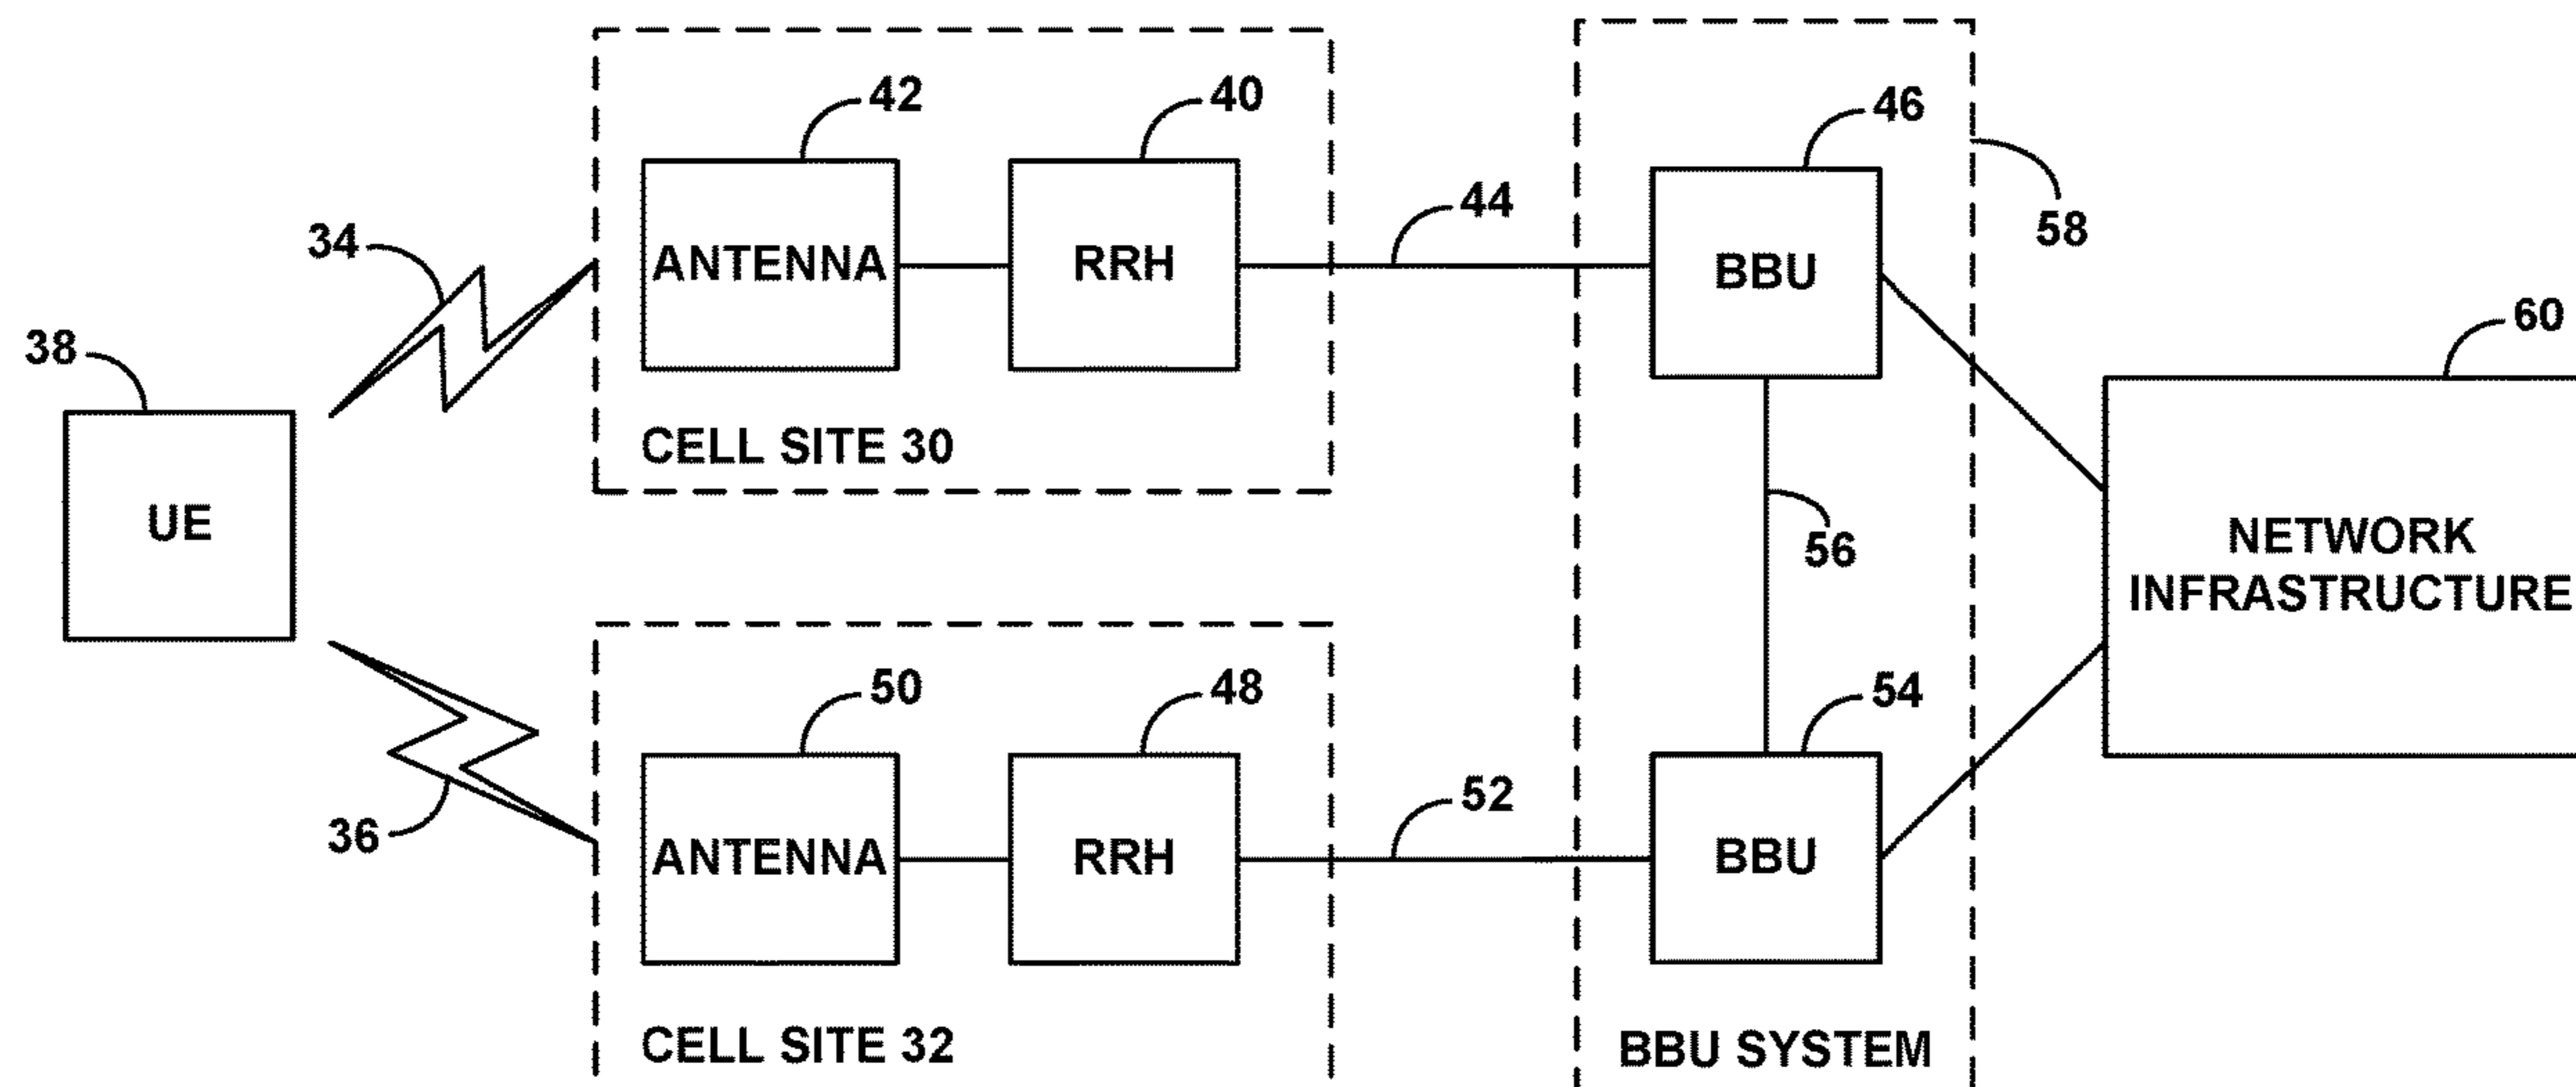 42
40
46
44
34
58
ANTENNA
RRH
BBU
60
38
CELL SITE 30
UE
56
NETWORK
INFRASTRUCTURE
50
48
54
52
36
ANTENNA
RRH
BBU
CELL SITE 32
BBU SYSTEM